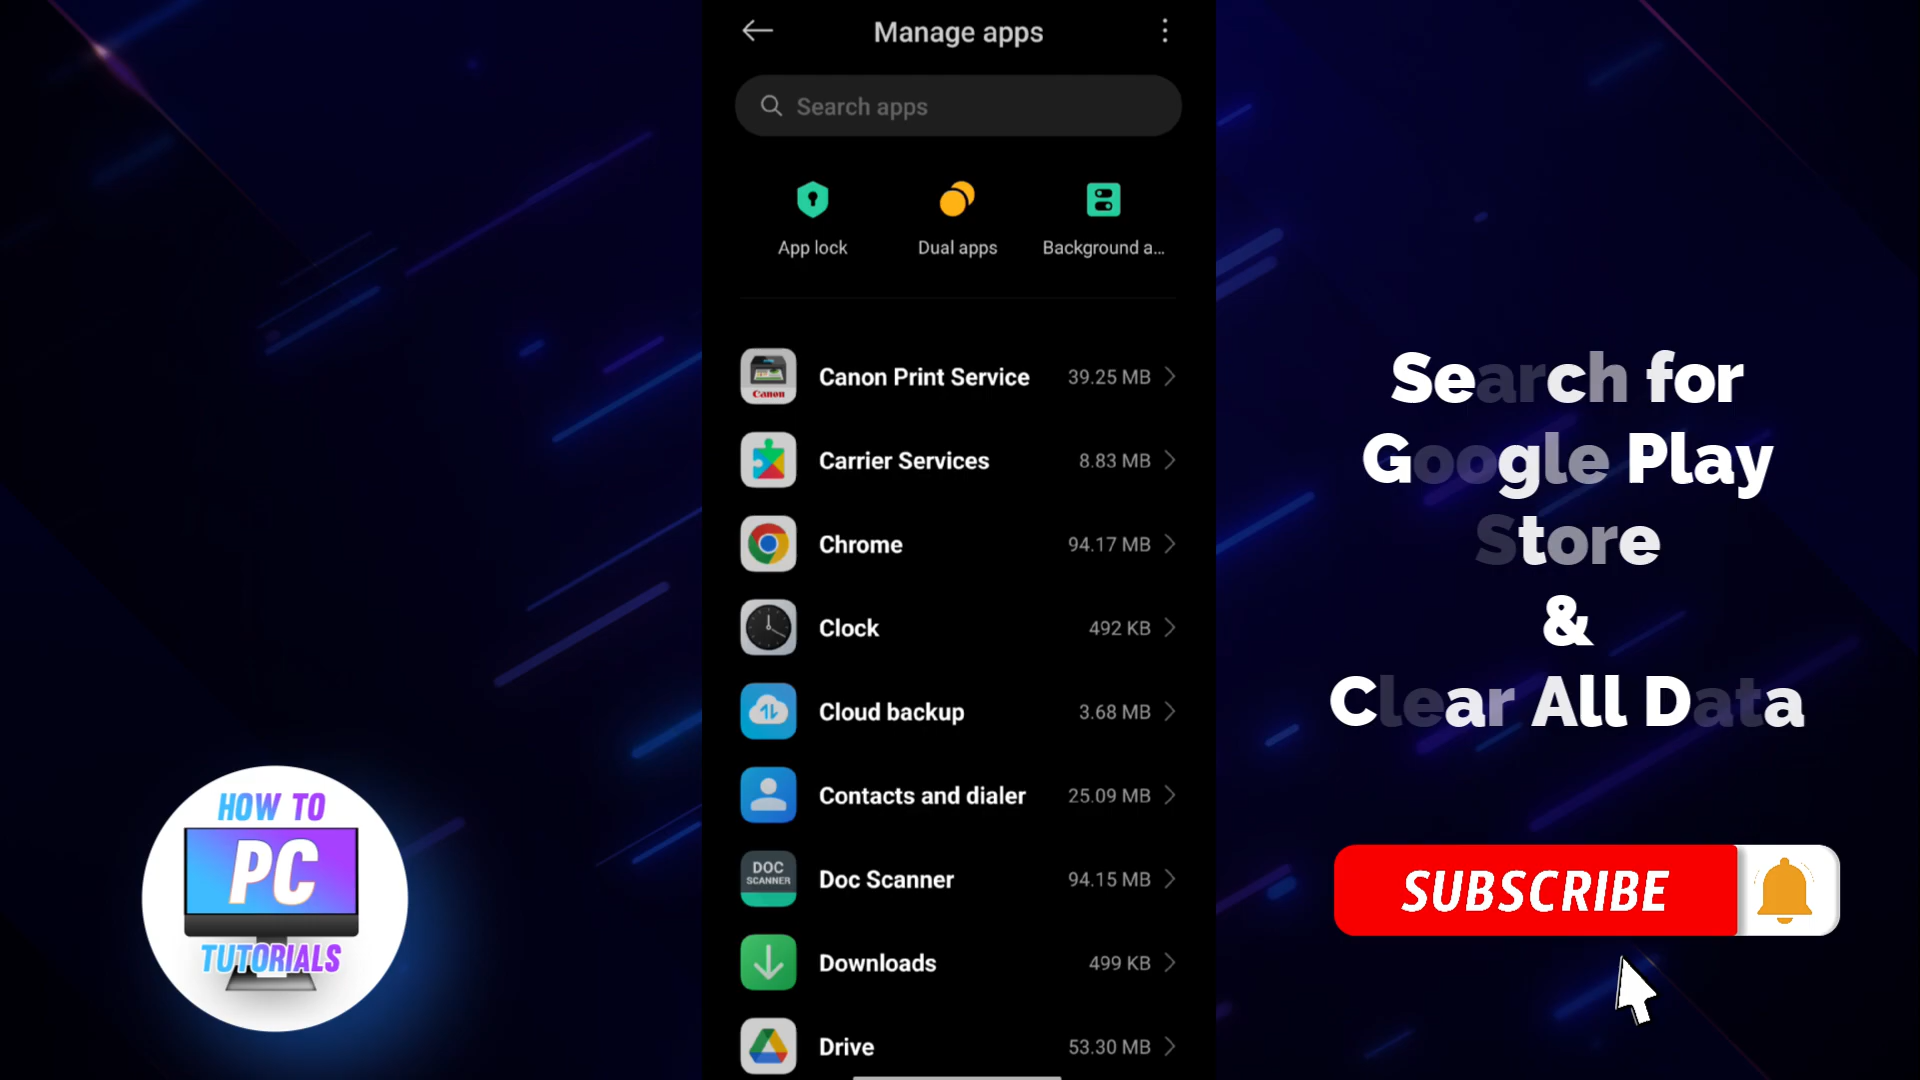 Manage apps
Search apps
App lock
Dual apps
Background a...
Canon
Canon Print Service
39.25 MB
Carrier Services
8.83 MB
Chrome
94.17 MB
Clock
492 KB
Cloud backup
3.68 MB
Contacts and dialer
25.09 MB
DOC
SCANNER
Doc Scanner
94.15 MB
Downloads
499 KB
Drive
53.30 MB
Search for
Google Play
Store
&
Clear All Data
SUBSCRIBE
HOW TO
PC
TUTORIALS